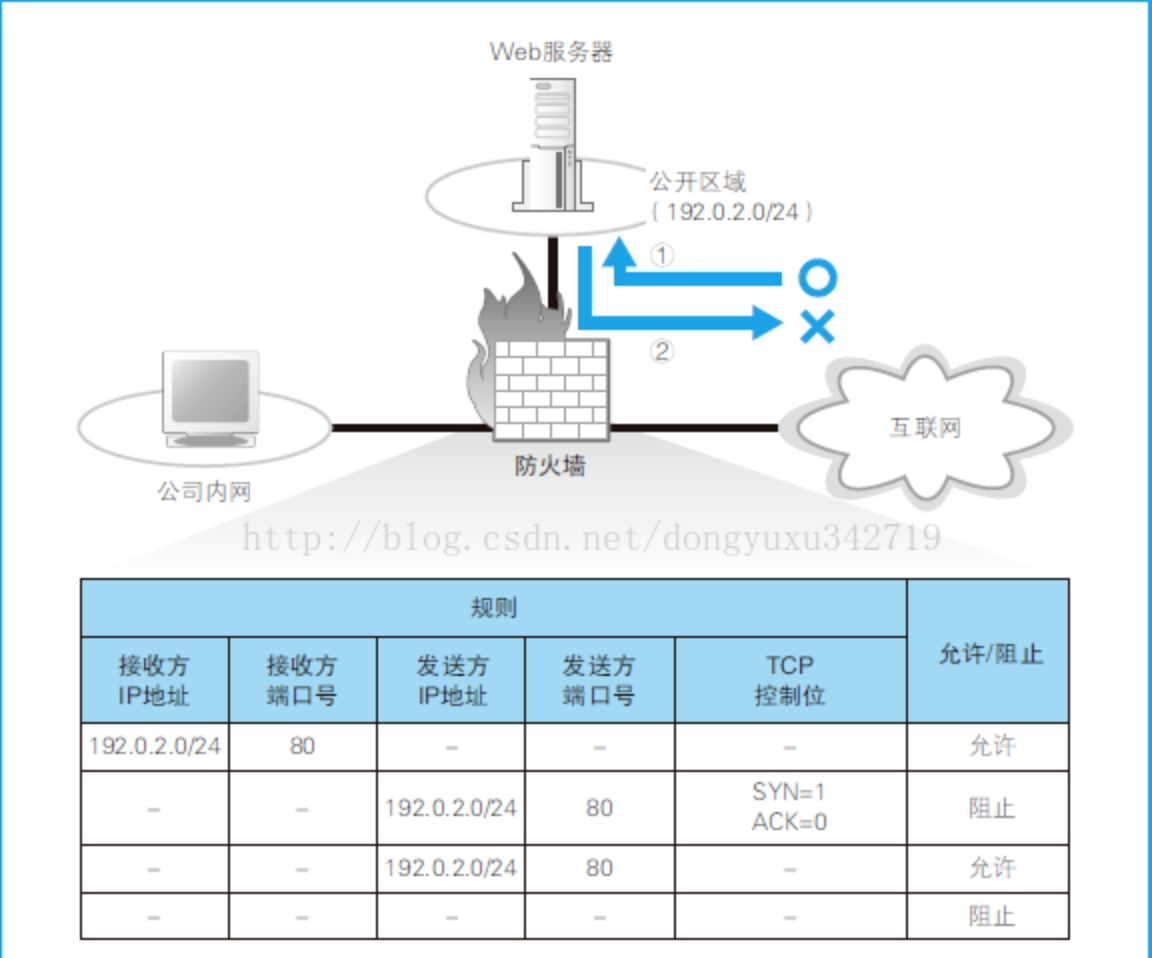 Web服务器
公开区域
（192.0.2.0/24）
①
②
互联网
防火墙
公司内网
http://blog.csdn.net/dongyuxu342719
规则
允许/阻止
接收方
IP地址
接收方
端口号
发送方
IP地址
发送方
端口号
TCP
控制位
192.0.2.0/24 80 – – – 允许
– – 192.0.2.0/24 80 SYN=1
ACK=0 阻止
– – 192.0.2.0/24 80 – 允许
– – – – – 阻止